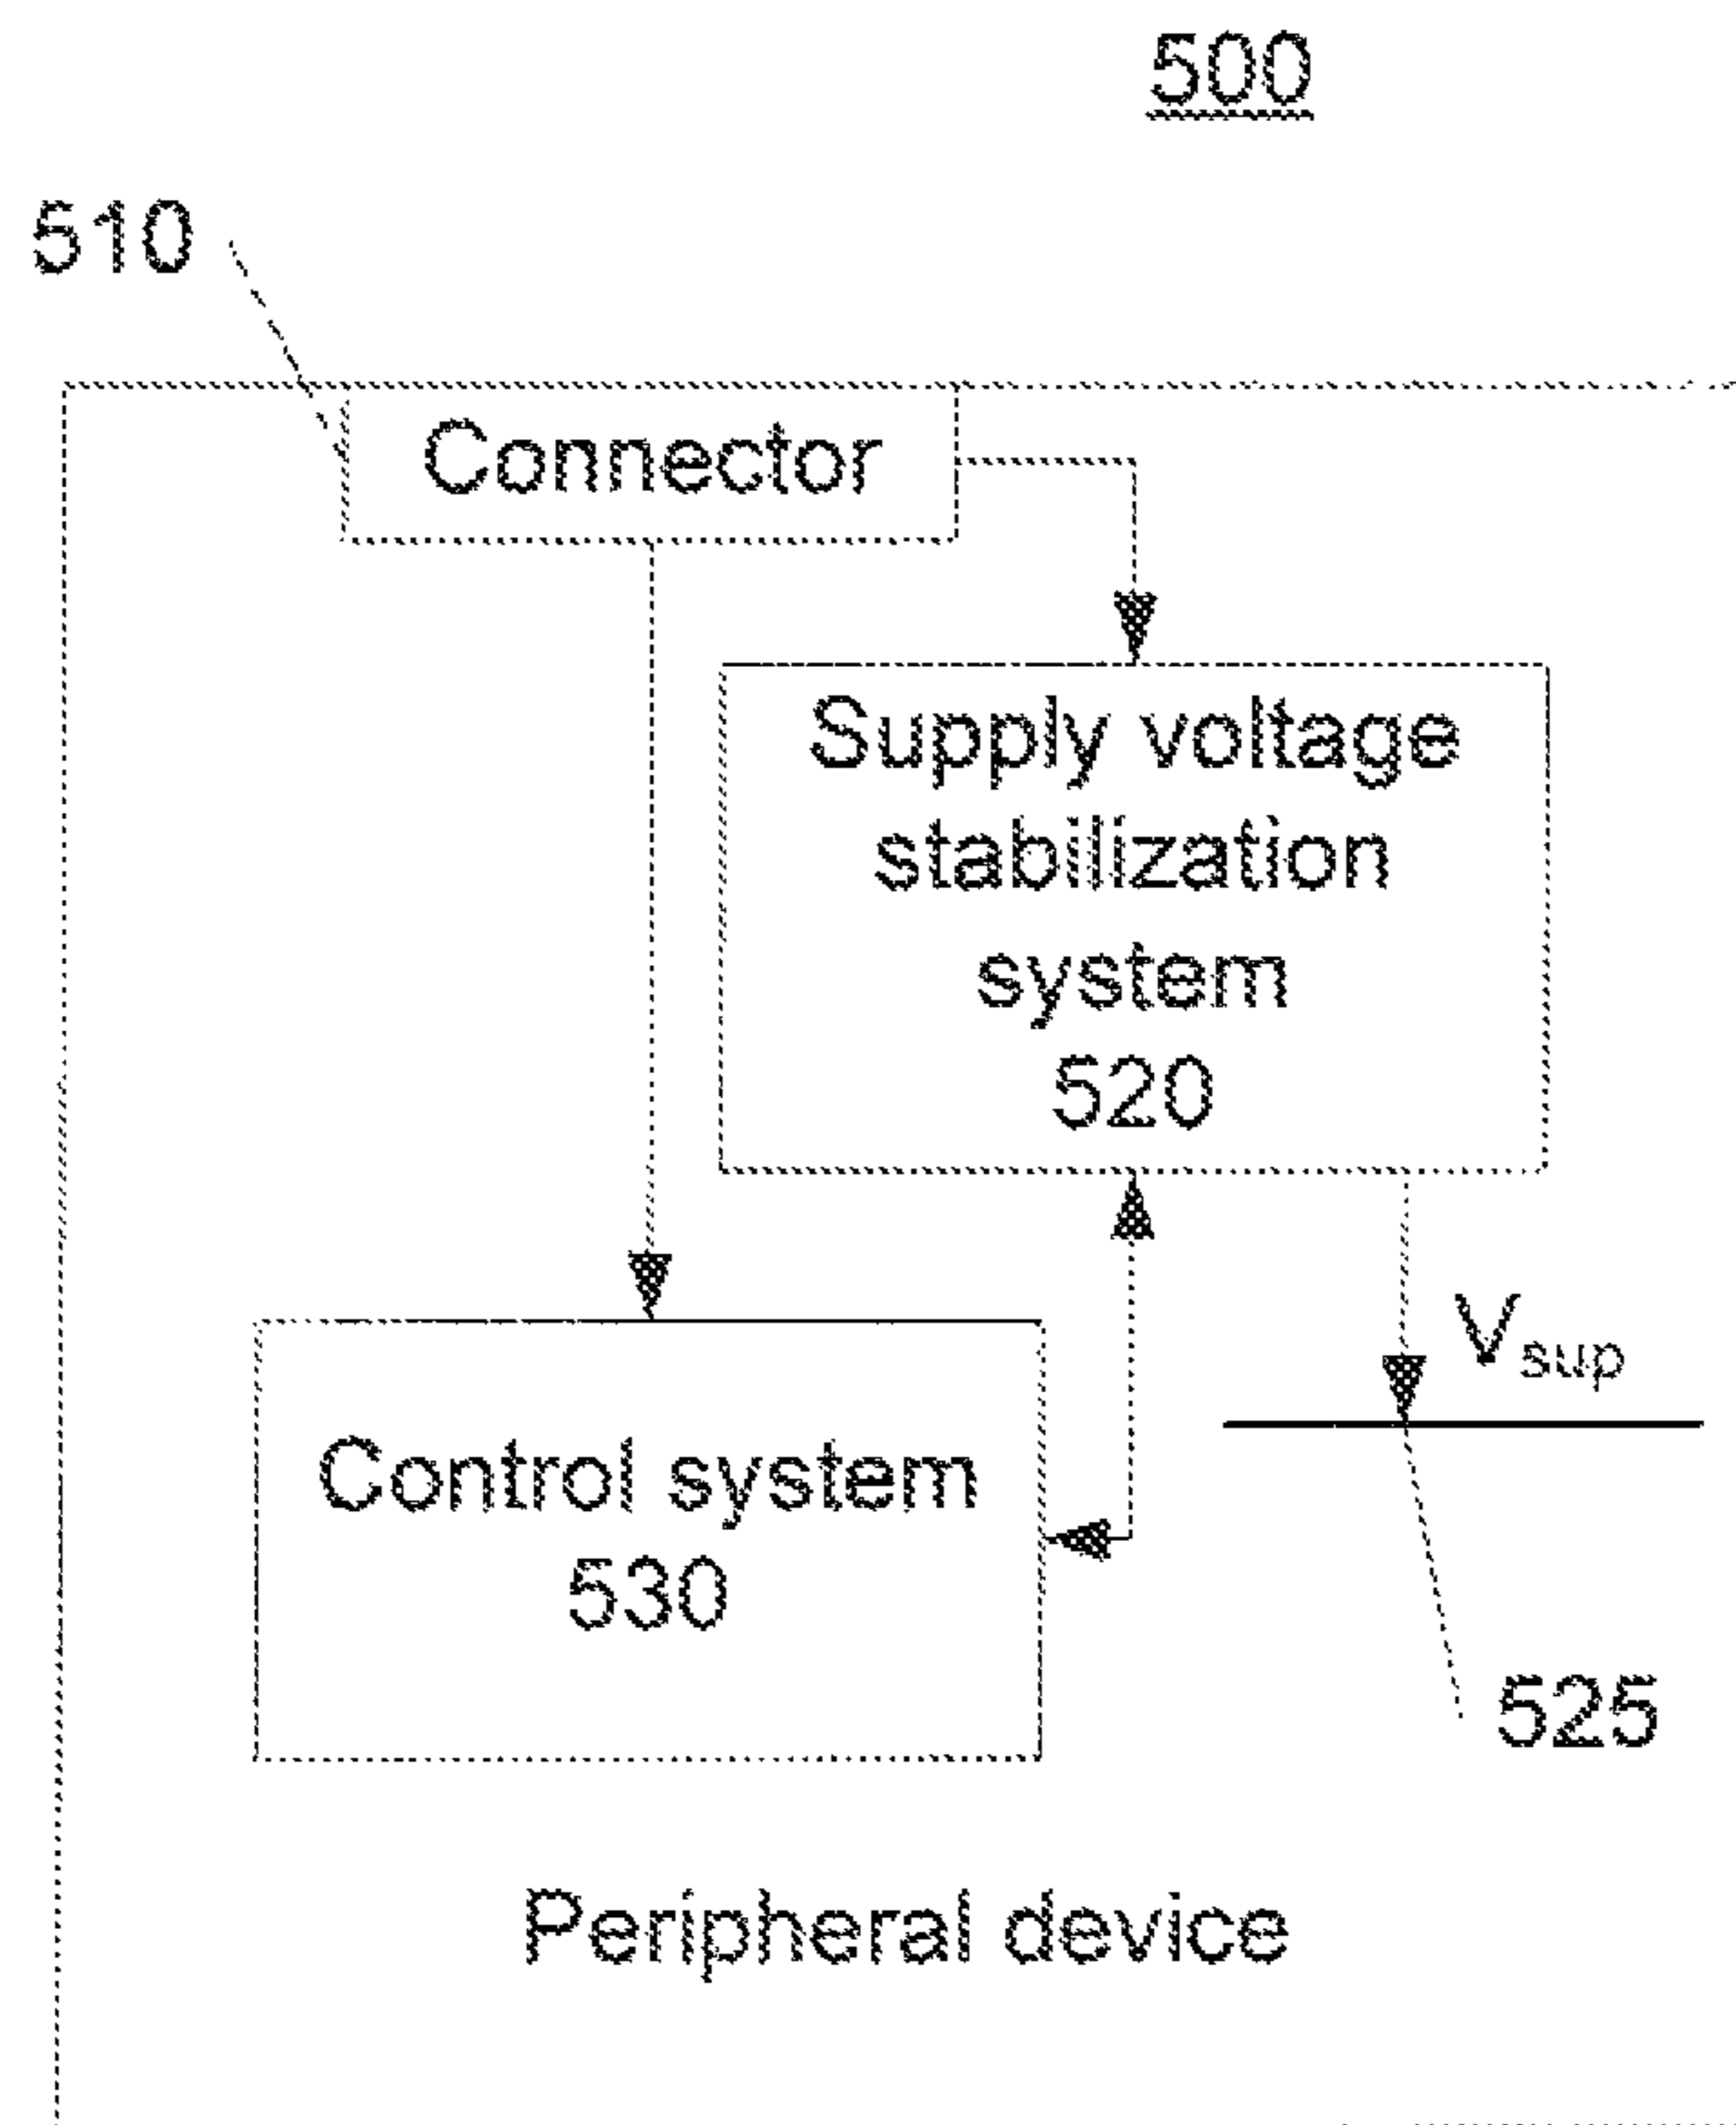 500
510
Connector
Supply voltage
stabilization
system
520
Vsup
Control system
530
525
Peripheral device